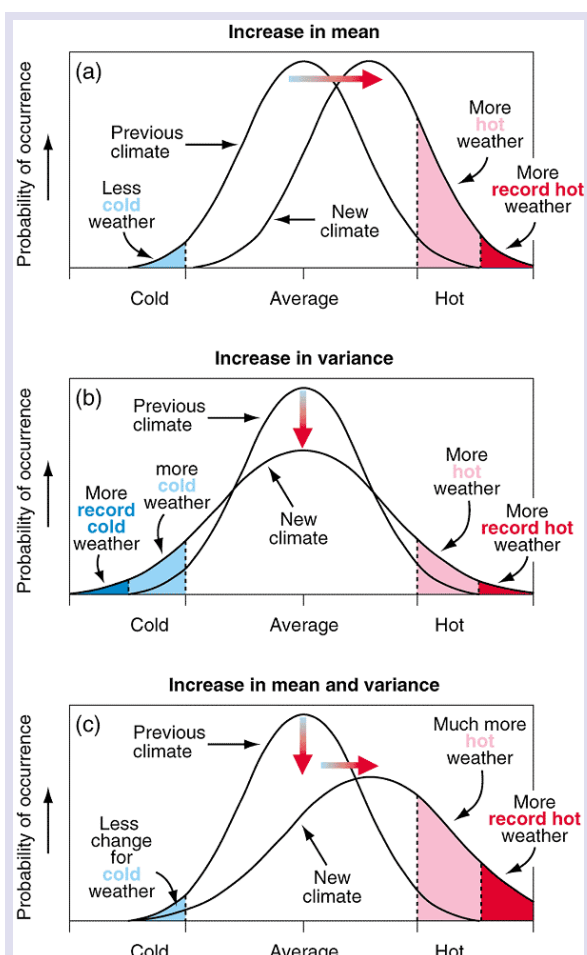 Increase in mean
(a)
Probability of occurrence
Previous
climate
Less
cold
weather
New
climate
More
hot
weather
More
record hot
weather
Cold
Average
Hot
Increase in variance
(b)
Probability of occurrence
Previous
climate
more
cold
weather
More
record
cold
weather
New
climate
More
hot
weather
More
record hot
weather
Cold
Average
Hot
Increase in mean and variance
(c)
Probability of occurrence
Previous
climate
Less
change
for
cold
weather
New
climate
Much more
hot
weather
More
record hot
weather
Cold
Average
Hot